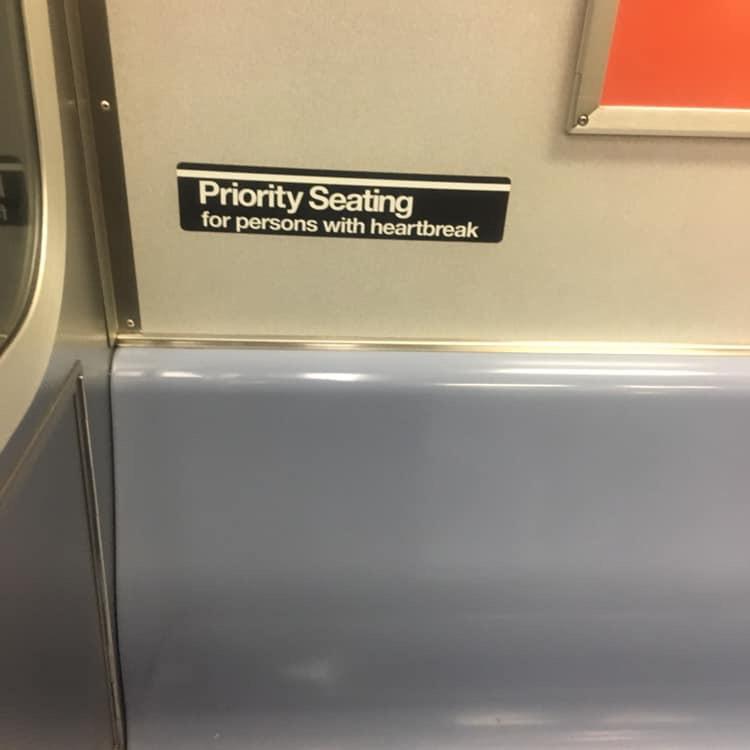 Priority Seating
for persons with heartbreak